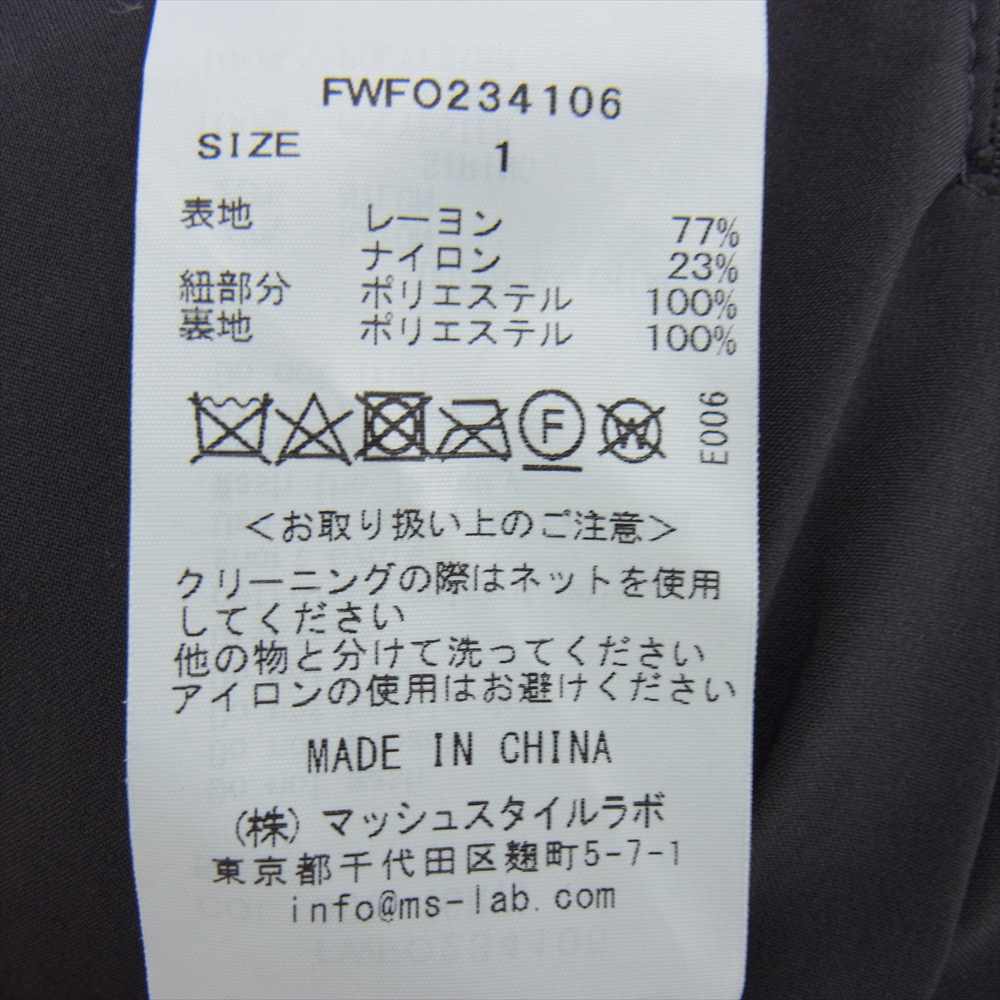 FWFO234106
SIZE 1
表地 レーヨン 77%
ナイロン 23%
紐部分 ポリエステル 100%
裏地 ポリエステル 100%
F W E006
＜お取り扱い上のご注意＞
クリーニングの際はネットを使用
してください
他の物と分けて洗ってください
アイロンの使用はお避けください
MADE IN CHINA
(株) マッシュスタイルラボ
東京都千代田区麹町5-7-1
info@ms-lab.com